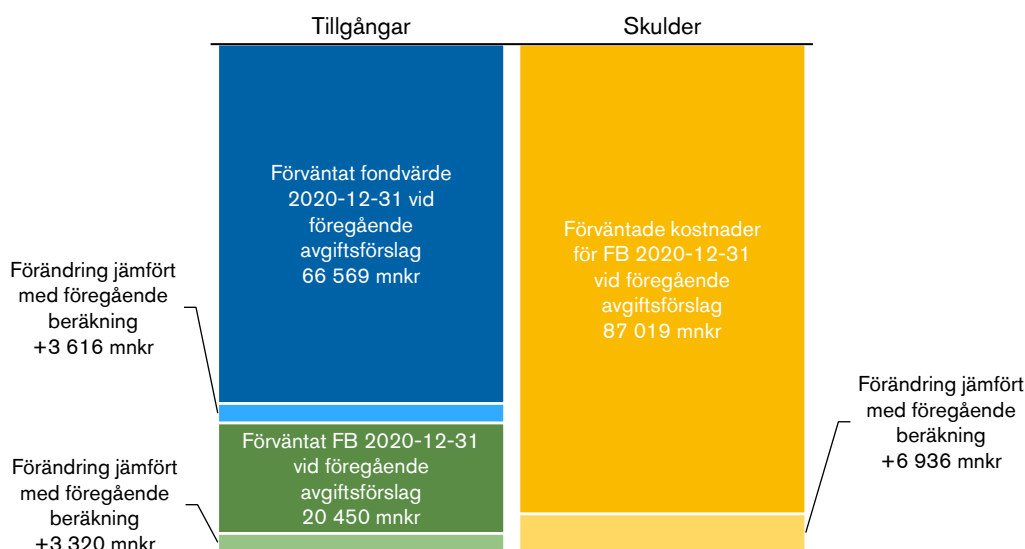 Tillgångar
Skulder
Förväntat fondvärde
2020-12-31 vid
föregående
avgiftsförslag
66 569 mnkr
Förväntade kostnader
för FB 2020-12-31
vid föregående
avgiftsförslag
87 019 mnkr
Förändring jämfört
med föregående
beräkning
+3 616 mnkr
Förväntat FB 2020-12-31
vid föregående
avgiftsförslag
20 450 mnkr
Förändring jämfört
med föregående
beräkning
+6 936 mnkr
Förändring jämfört
med föregående
beräkning
+3 320 mnkr